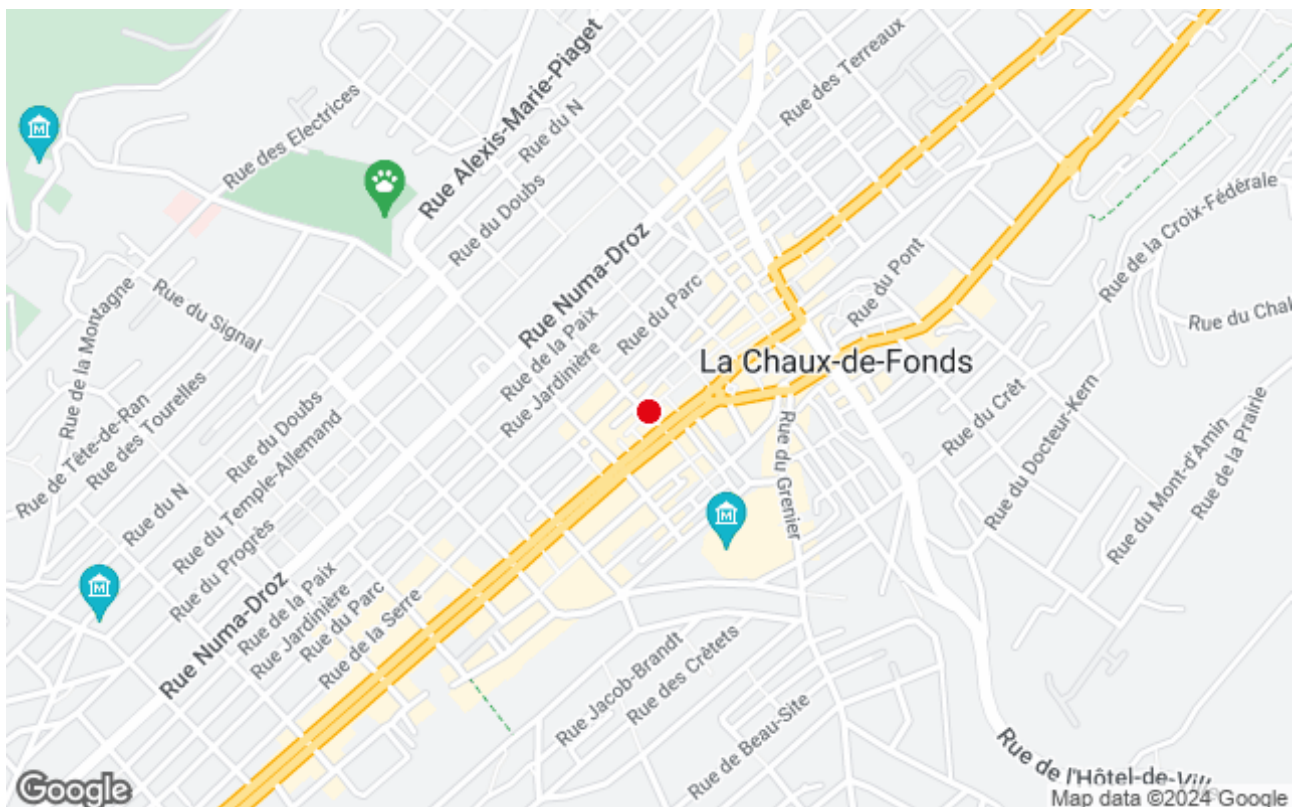 Rue Alexis-Marie-Piaget
Rue des Terreaux
Rue du N
Rue des Electrices
Rue du Doubs
Rue de la Croix-Fédérale
Rue Numa-Droz
Rue du Parc
Rue du Pont
Rue de la Montagne
Rue du Signal
Rue de la Paix
Rue Jardinière
Rue du Chal
La Chaux-de-Fonds
Rue de Tête-de-Ran
Rue des Tourelles
Rue du Doubs
Rue du Temple-Allemand
Rue du Crêt
Rue du Docteur-Kern
Rue du Mont-d'Amin
Rue de la Prairie
Rue du Grenier
Rue du N
Rue du Progrès
Rue Numa-Droz
Rue de la Paix
Rue Jardinière
Rue du Parc
Rue de la Serre
Rue Jacob-Brandt
Rue des Crêtets
Rue de Beau-Site
Rue de l'Hôtel-de-Ville
M
M
M
Google
Map data ©2024 Google